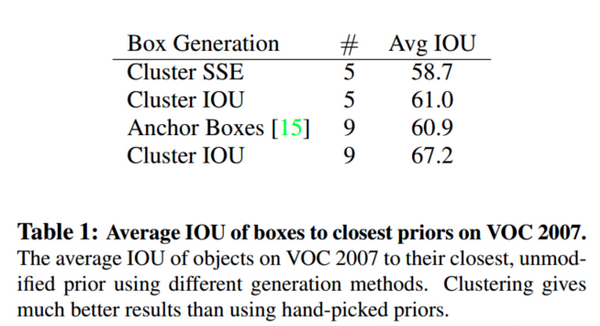 Box Generation # Avg IOU
Cluster SSE 5 58.7
Cluster IOU 5 61.0
Anchor Boxes [15] 9 60.9
Cluster IOU 9 67.2
Table 1: Average IOU of boxes to closest priors on VOC 2007.
The average IOU of objects on VOC 2007 to their closest, unmod-
ified prior using different generation methods. Clustering gives
much better results than using hand-picked priors.